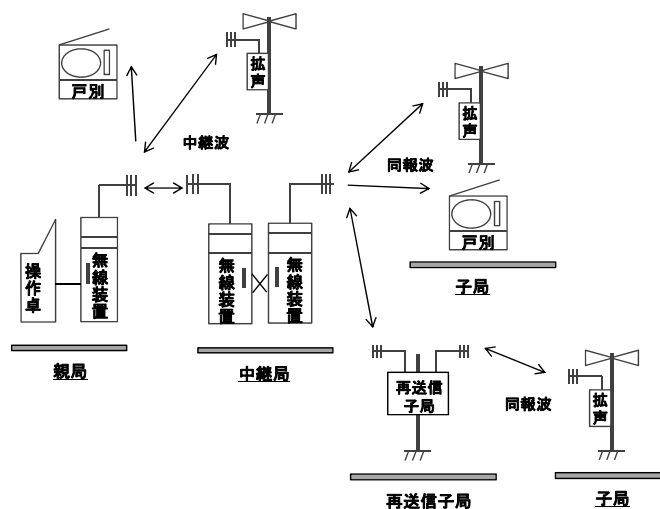 戸別
拡声
中継波
拡声
同報波
戸別
子局
操作卓
無線装置
無線装置
無線装置
親局
中継局
再送信
子局
同報波
拡声
再送信子局
子局